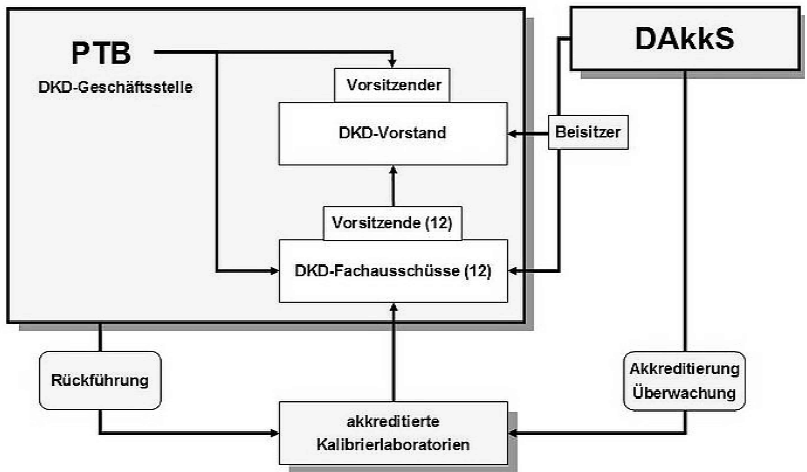 PTB
DKD-Geschäftsstelle
DAkkS
Vorsitzender
DKD-Vorstand
Beisitzer
Vorsitzende (12)
DKD-Fachausschüsse (12)
Rückführung
Akkreditierung
Überwachung
akkreditierte
Kalibrierlaboratorien